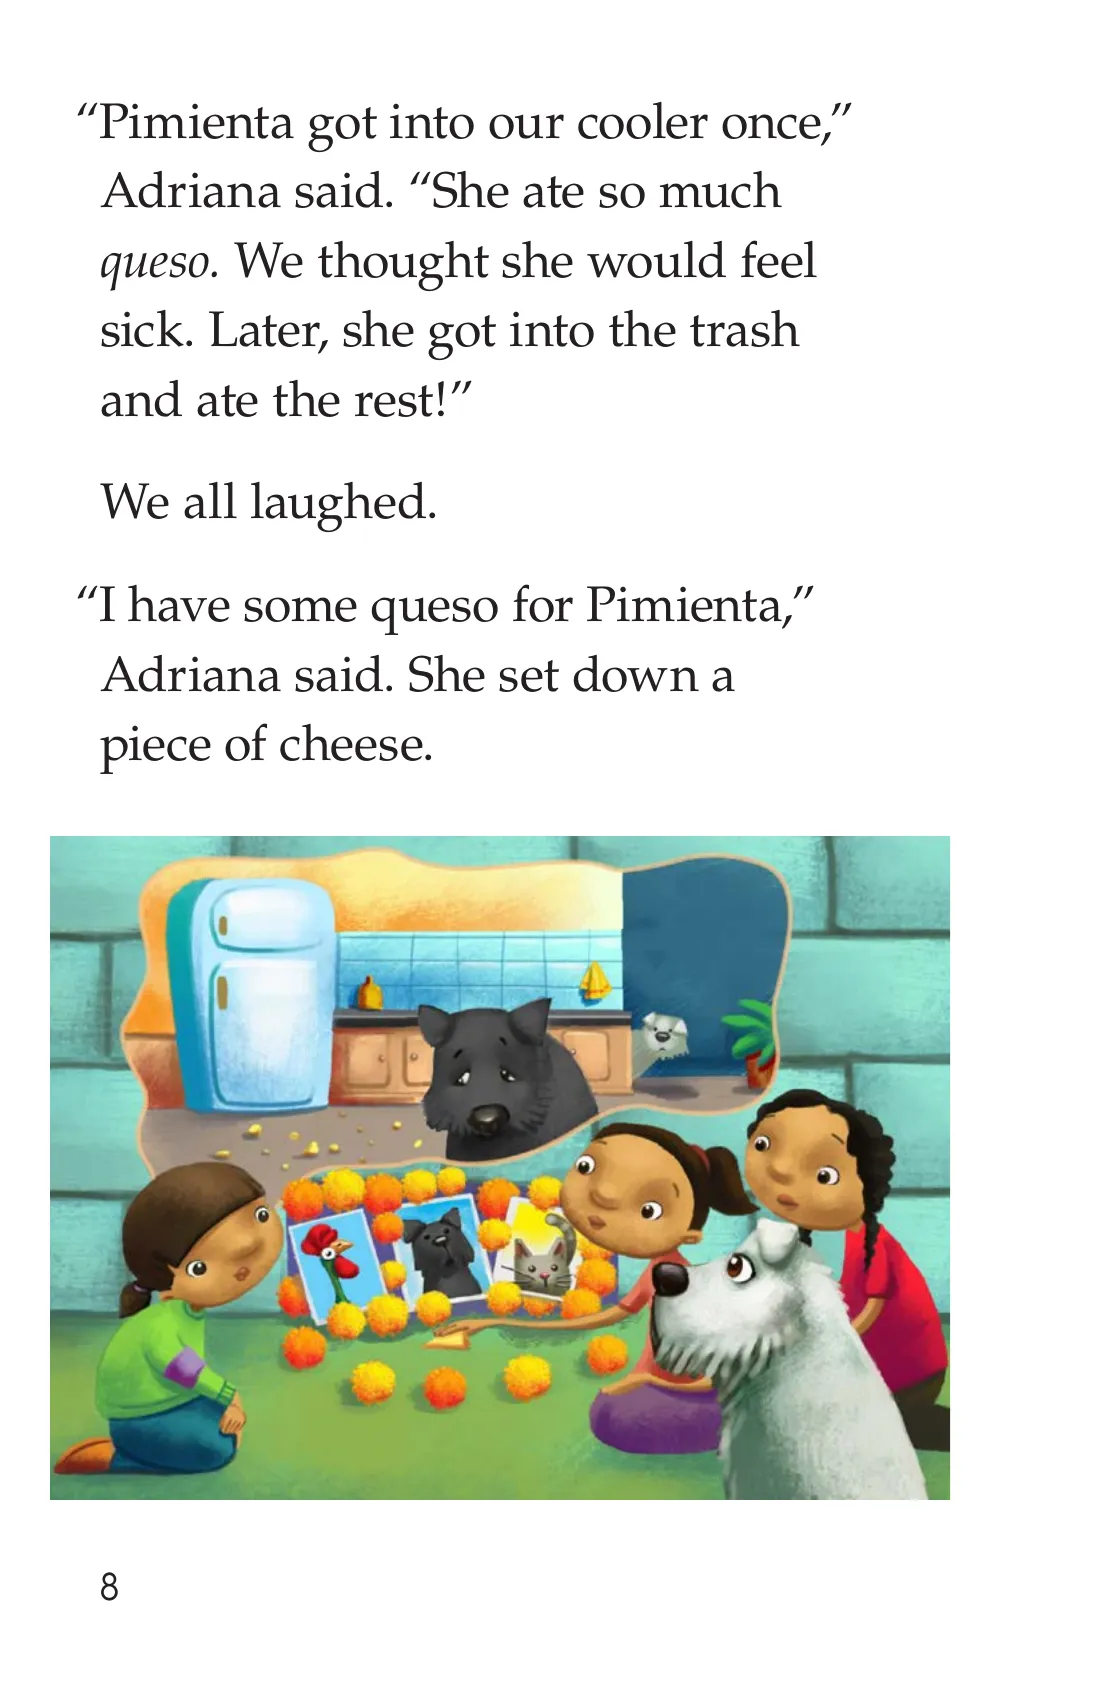 “Pimienta got into our cooler once,”
Adriana said. “She ate so much
queso. We thought she would feel
sick. Later, she got into the trash
and ate the rest!”
We all laughed.
“I have some queso for Pimienta,”
Adriana said. She set down a
piece of cheese.
8